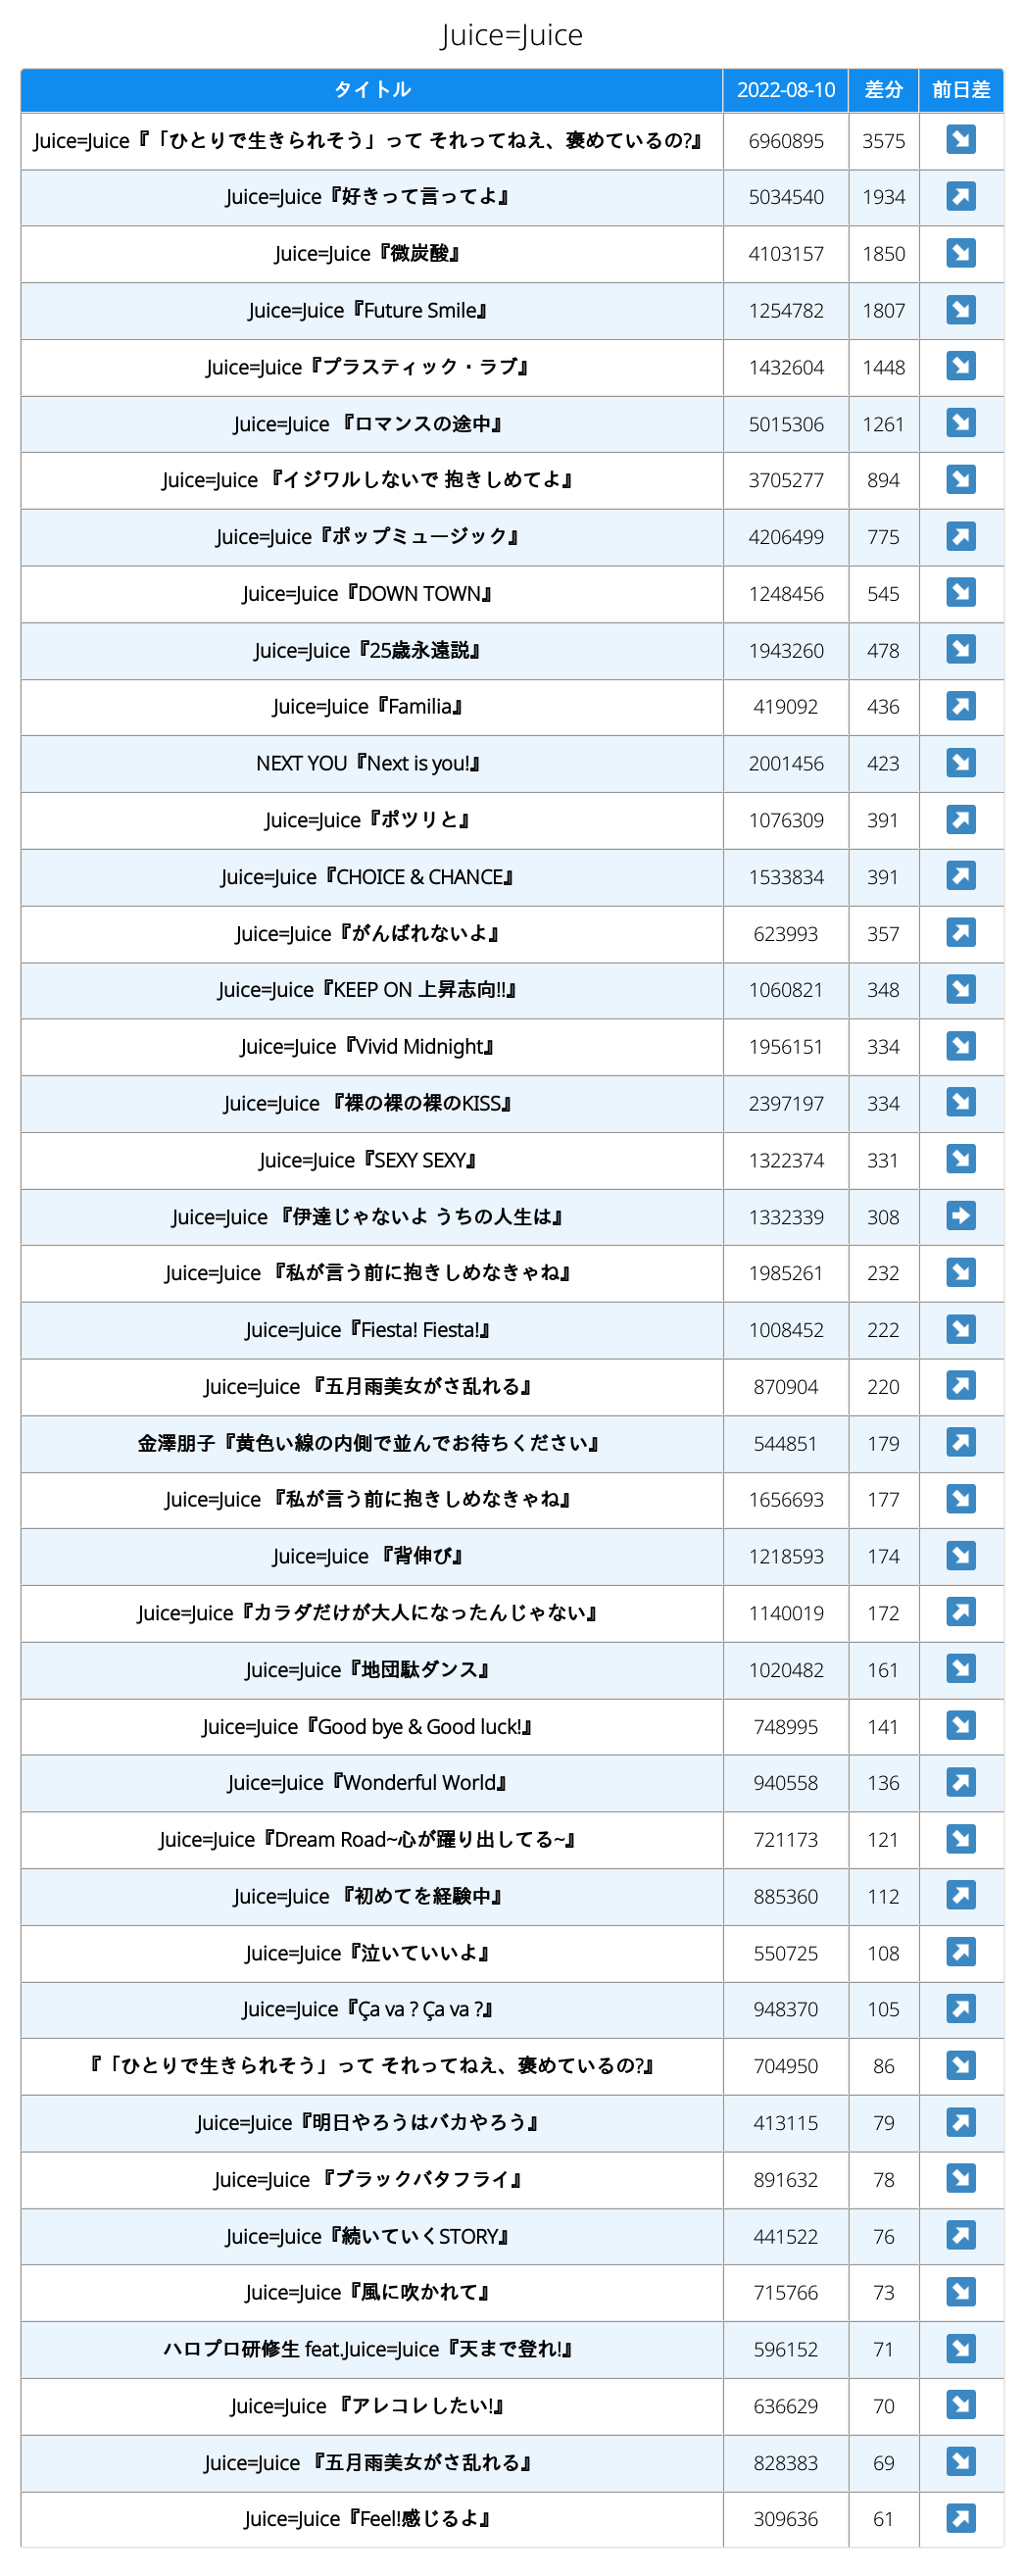 Juice=Juice
タイトル 2022-08-10 差分 前日差
Juice=Juice『「ひとりで生きられそう」って それってねえ、褒めているの?』 6960895 3575
Juice=Juice『好きって言ってよ』 5034540 1934
Juice=Juice『微炭酸』 4103157 1850
Juice=Juice『Future Smile』 1254782 1807
Juice=Juice『プラスティック・ラブ』 1432604 1448
Juice=Juice 『ロマンスの途中』 5015306 1261
Juice=Juice 『イジワルしないで 抱きしめてよ』 3705277 894
Juice=Juice『ポップミュージック』 4206499 775
Juice=Juice『DOWN TOWN』 1248456 545
Juice=Juice『25歳永遠説』 1943260 478
Juice=Juice『Familia』 419092 436
NEXT YOU『Next is you!』 2001456 423
Juice=Juice『ポツリと』 1076309 391
Juice=Juice『CHOICE & CHANCE』 1533834 391
Juice=Juice『がんばれないよ』 623993 357
Juice=Juice『KEEP ON 上昇志向!!』 1060821 348
Juice=Juice『Vivid Midnight』 1956151 334
Juice=Juice 『裸の裸の裸のKISS』 2397197 334
Juice=Juice『SEXY SEXY』 1322374 331
Juice=Juice 『伊達じゃないよ うちの人生は』 1332339 308
Juice=Juice 『私が言う前に抱きしめなきゃね』 1985261 232
Juice=Juice『Fiesta! Fiesta!』 1008452 222
Juice=Juice 『五月雨美女がさ乱れる』 870904 220
金澤朋子『黄色い線の内側で並んでお待ちください』 544851 179
Juice=Juice 『私が言う前に抱きしめなきゃね』 1656693 177
Juice=Juice 『背伸び』 1218593 174
Juice=Juice『カラダだけが大人になったんじゃない』 1140019 172
Juice=Juice『地団駄ダンス』 1020482 161
Juice=Juice『Good bye & Good luck!』 748995 141
Juice=Juice『Wonderful World』 940558 136
Juice=Juice『Dream Road~心が躍り出してる~』 721173 121
Juice=Juice 『初めてを経験中』 885360 112
Juice=Juice『泣いていいよ』 550725 108
Juice=Juice『Ça va ? Ça va ?』 948370 105
『「ひとりで生きられそう」って それってねえ、褒めているの?』 704950 86
Juice=Juice『明日やろうはバカやろう』 413115 79
Juice=Juice 『ブラックバタフライ』 891632 78
Juice=Juice『続いていくSTORY』 441522 76
Juice=Juice『風に吹かれて』 715766 73
ハロプロ研修生 feat.Juice=Juice『天まで登れ!』 596152 71
Juice=Juice 『アレコレしたい!』 636629 70
Juice=Juice 『五月雨美女がさ乱れる』 828383 69
Juice=Juice『Feel!感じるよ』 309636 61